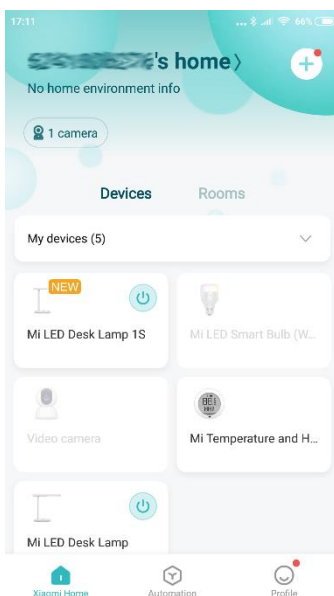 17:11
66%
's home
No home environment info
1 camera
Devices
Rooms
My devices (5)
NEW
Mi LED Desk Lamp 1S
Mi LED Smart Bulb (W...
Video camera
Mi Temperature and H...
Mi LED Desk Lamp
Xiaomi Home
Automation
Profile